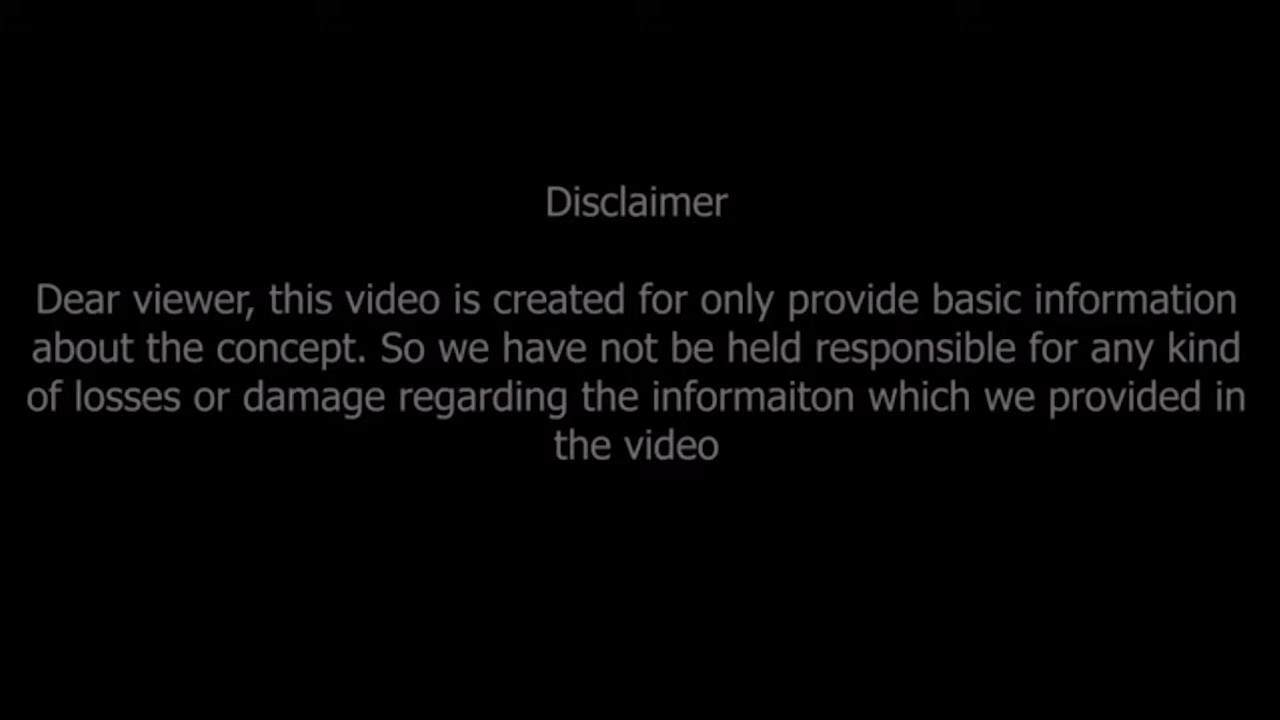 Disclaimer
Dear viewer, this video is created for only provide basic information
about the concept. So we have not be held responsible for any kind
of losses or damage regarding the informaiton which we provided in
the video